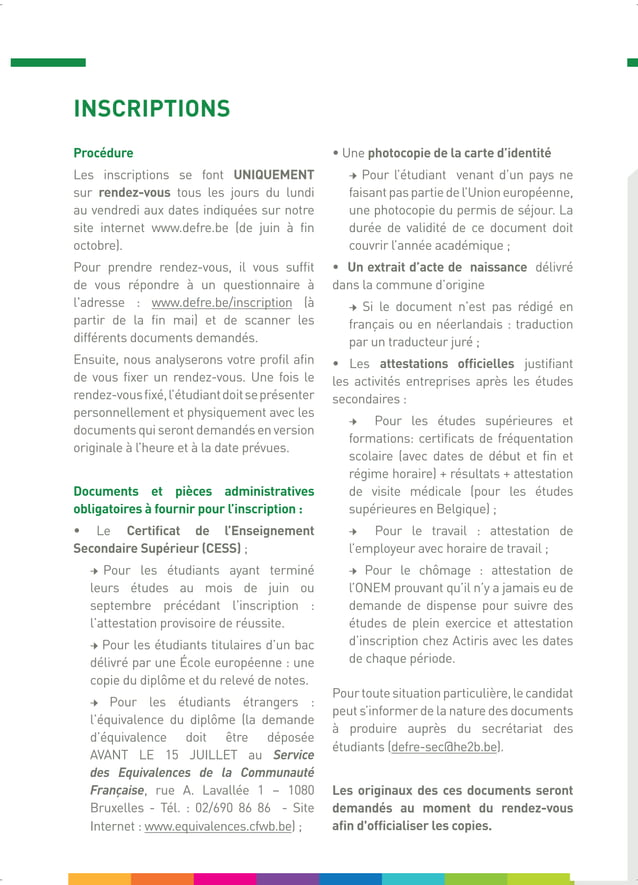 INSCRIPTIONS
Procédure
Les inscriptions se font UNIQUEMENT
sur rendez-vous tous les jours du lundi
au vendredi aux dates indiquées sur notre
site internet www.defre.be (de juin à fin
octobre).
Pour prendre rendez-vous, il vous suffit
de vous répondre à un questionnaire à
l'adresse : www.defre.be/inscription (à
partir de la fin mai) et de scanner les
différents documents demandés.
Ensuite, nous analyserons votre profil afin
de vous fixer un rendez-vous. Une fois le
rendez-vous fixé, l'étudiant doit se présenter
personnellement et physiquement avec les
documents qui seront demandés en version
originale à l'heure et à la date prévues.
Documents et pièces administratives
obligatoires à fournir pour l'inscription :
• Le Certificat de l'Enseignement
Secondaire Supérieur (CESS) ;
→ Pour les étudiants ayant terminé
leurs études au mois de juin ou
septembre précédant l'inscription :
l'attestation provisoire de réussite.
→ Pour les étudiants titulaires d'un bac
délivré par une École européenne : une
copie du diplôme et du relevé de notes.
→ Pour les étudiants étrangers :
l'équivalence du diplôme (la demande
d'équivalence doit être déposée
AVANT LE 15 JUILLET au Service
des Equivalences de la Communauté
Française, rue A. Lavallée 1 – 1080
Bruxelles - Tél. : 02/690 86 86 - Site
Internet : www.equivalences.cfwb.be) ;
• Une photocopie de la carte d'identité
→ Pour l'étudiant venant d'un pays ne
faisant pas partie de l'Union européenne,
une photocopie du permis de séjour. La
durée de validité de ce document doit
couvrir l'année académique ;
• Un extrait d'acte de naissance délivré
dans la commune d'origine
→ Si le document n'est pas rédigé en
français ou en néerlandais : traduction
par un traducteur juré ;
• Les attestations officielles justifiant
les activités entreprises après les études
secondaires :
→ Pour les études supérieures et
formations: certificats de fréquentation
scolaire (avec dates de début et fin et
régime horaire) + résultats + attestation
de visite médicale (pour les études
supérieures en Belgique) ;
→ Pour le travail : attestation de
l'employeur avec horaire de travail ;
→ Pour le chômage : attestation de
l'ONEM prouvant qu'il n'y a jamais eu de
demande de dispense pour suivre des
études de plein exercice et attestation
d'inscription chez Actiris avec les dates
de chaque période.
Pour toute situation particulière, le candidat
peut s'informer de la nature des documents
à produire auprès du secrétariat des
étudiants (defre-sec@he2b.be).
Les originaux des ces documents seront
demandés au moment du rendez-vous
afin d'officialiser les copies.